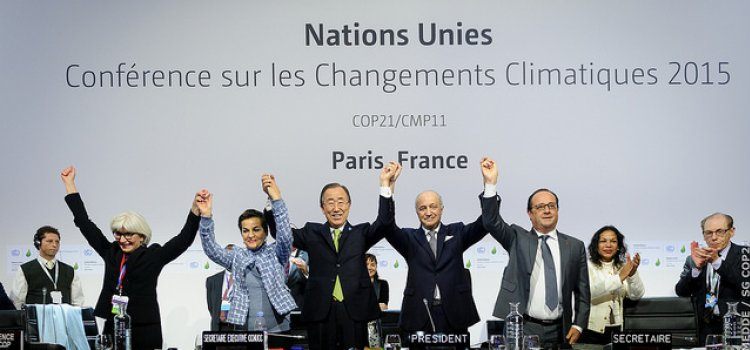 Nations Unies
Conférence sur les Changements Climatiques 2015
COP21/CMP11
Paris, France
SECRETAIRE EXECUTIVE CCNUCC
PRESIDENT
SECRETAIRE